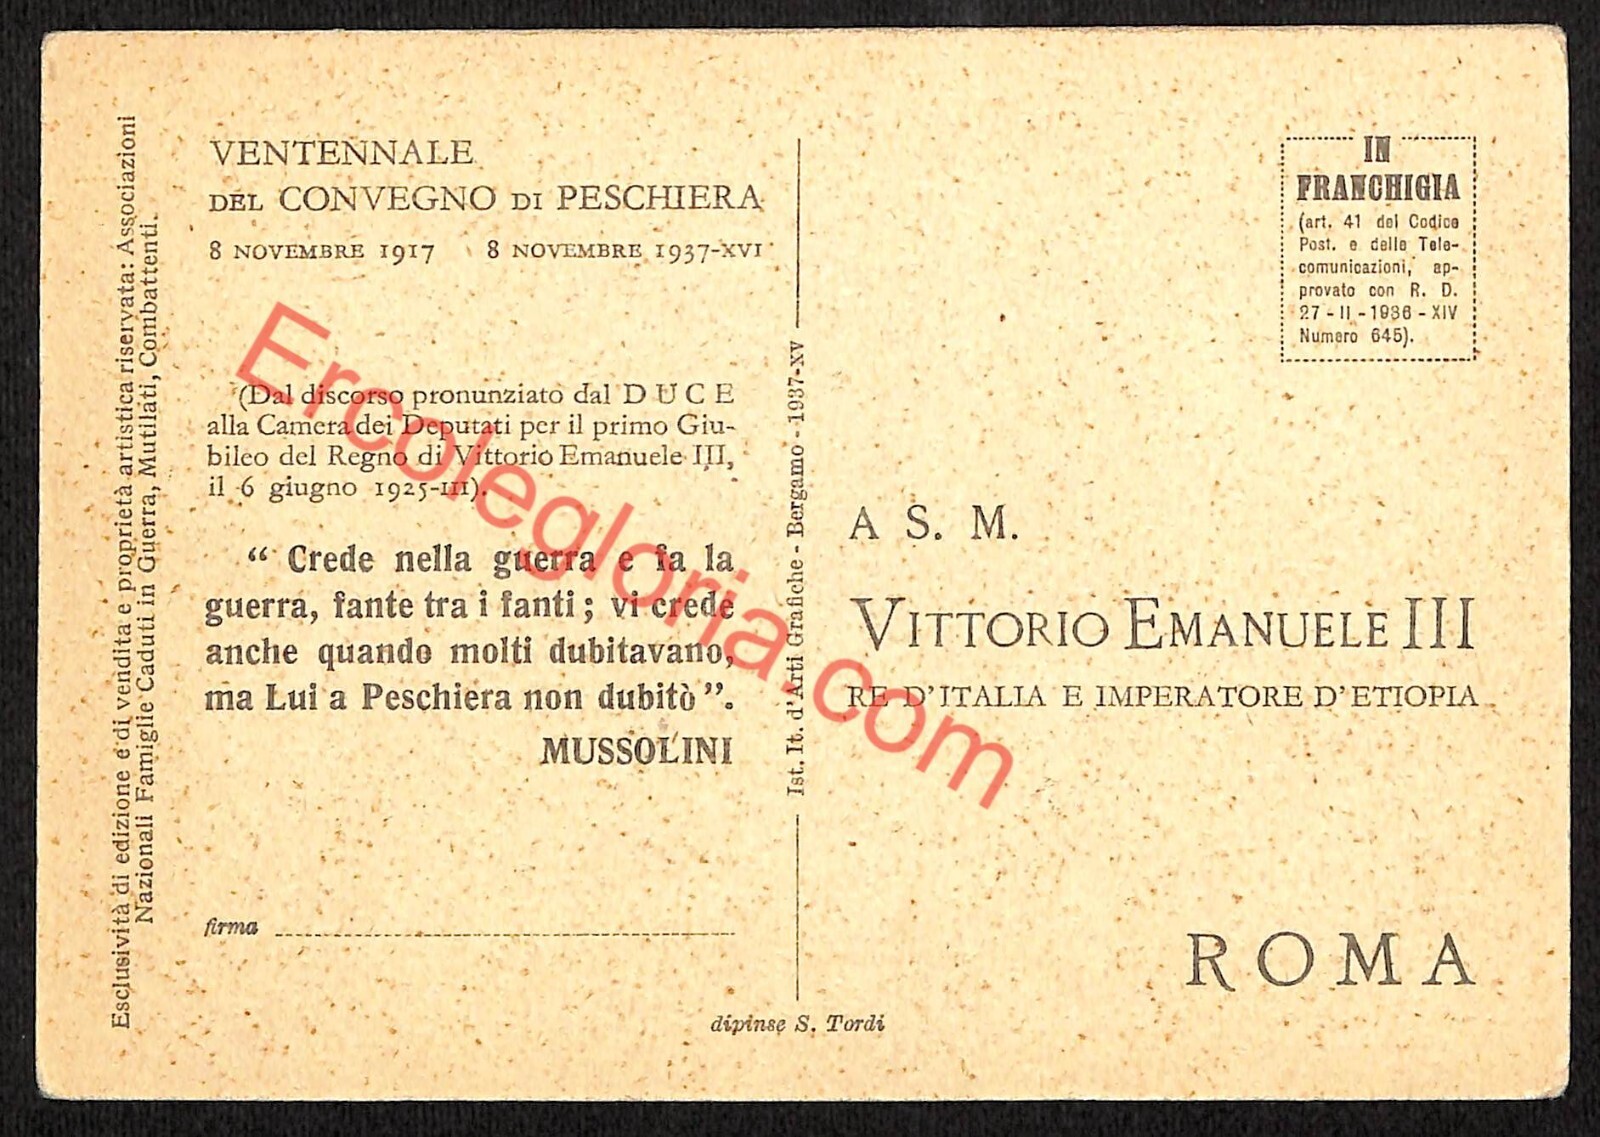 VENTENNALE
DEL CONVEGNO DI PESCHIERA
8 NOVEMBRE 1917 8 NOVEMBRE 1937-XVI
(Dal discorso pronunziato dal DUCE
alla Camera dei Deputati per il primo Giu-
bileo del Regno di Vittorio Emanuele III,
il 6 giugno 1925-III).
“ Crede nella guerra e fa la
guerra, fante tra i fanti ; vi crede
anche quando molti dubitavano,
ma Lui a Peschiera non dubitò ”.
MUSSOLINI
firma
Esclusività di edizione e di vendita e proprietà artistica riservata: Associazioni
Nazionali Famiglie Caduti in Guerra, Mutilati, Combattenti.
Ist. It. d'Arti Grafiche - Bergamo - 1937-XV
dipinse S. Tordi
IN
FRANCHIGIA
(art. 41 del Codice
Post. e delle Tele-
comunicazioni, ap-
provato con R. D.
27 - II - 1936 - XIV
Numero 645).
A S. M.
VITTORIO EMANUELE III
RE D'ITALIA E IMPERATORE D'ETIOPIA
ROMA
Ercolegloria.com